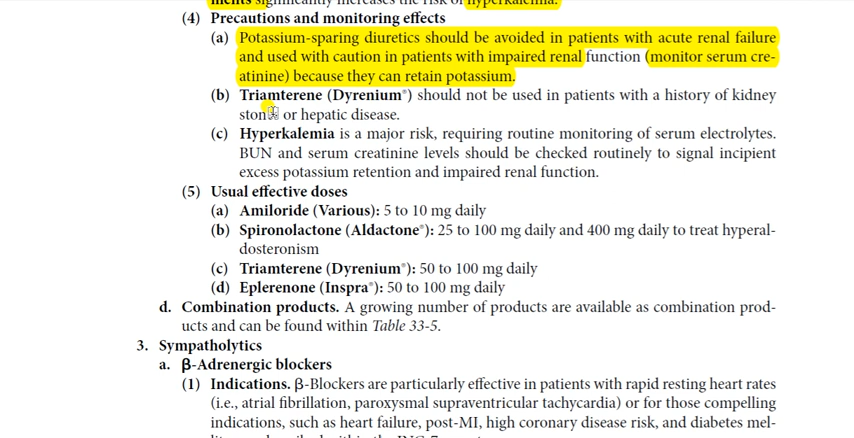 ments significantly increases the risk of hyperkalemia.
(4) Precautions and monitoring effects
(a) Potassium-sparing diuretics should be avoided in patients with acute renal failure
and used with caution in patients with impaired renal function (monitor serum cre-
atinine) because they can retain potassium.
(b) Triamterene (Dyrenium®) should not be used in patients with a history of kidney
ston or hepatic disease.
(c) Hyperkalemia is a major risk, requiring routine monitoring of serum electrolytes.
BUN and serum creatinine levels should be checked routinely to signal incipient
excess potassium retention and impaired renal function.
(5) Usual effective doses
(a) Amiloride (Various): 5 to 10 mg daily
(b) Spironolactone (Aldactone®): 25 to 100 mg daily and 400 mg daily to treat hyperal-
dosteronism
(c) Triamterene (Dyrenium®): 50 to 100 mg daily
(d) Eplerenone (Inspra®): 50 to 100 mg daily
d. Combination products. A growing number of products are available as combination prod-
ucts and can be found within Table 33-5.
3. Sympatholytics
a. β-Adrenergic blockers
(1) Indications. β-Blockers are particularly effective in patients with rapid resting heart rates
(i.e., atrial fibrillation, paroxysmal supraventricular tachycardia) or for those compelling
indications, such as heart failure, post-MI, high coronary disease risk, and diabetes mel-